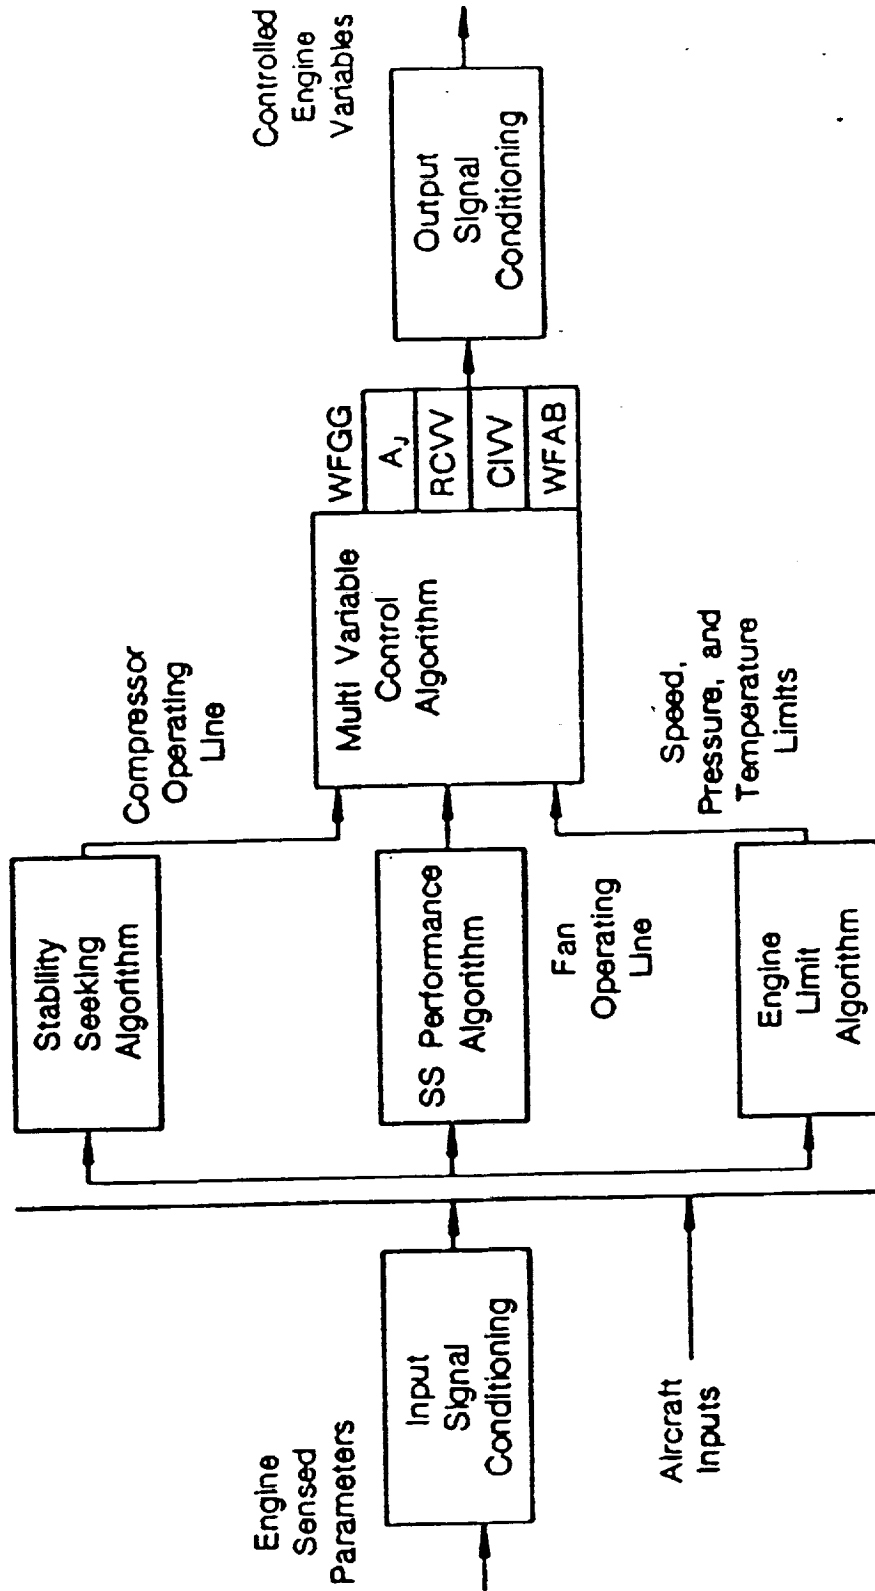 Engine
Sensed
Parameters
Input
Signal
Conditioning
Aircraft
Inputs
Stability
Seeking
Algorithm
SS Performance
Algorithm
Engine
Limit
Algorithm
Compressor
Operating
Line
Fan
Operating
Line
Speed,
Pressure, and
Temperature
Limits
Multi Variable
Control
Algorithm
WFGG
AJ
RCVV
CIVV
WFAB
Output
Signal
Conditioning
Controlled
Engine
Variables